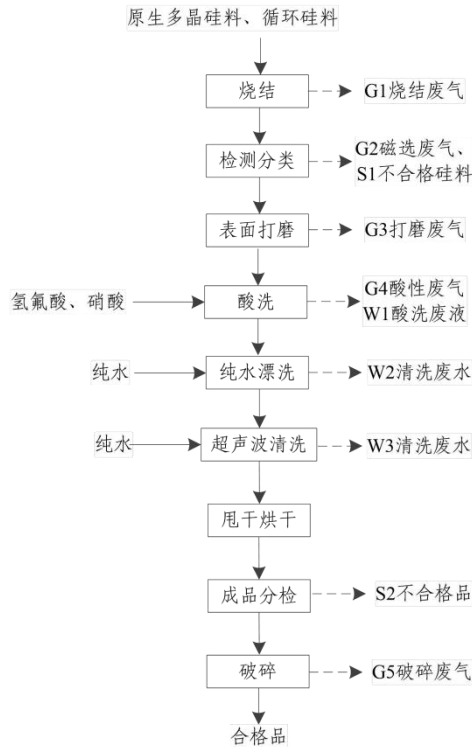 原生多晶硅料、循环硅料
烧结
G1烧结废气
检测分类
G2磁选废气、
S1不合格硅料
表面打磨
G3打磨废气
氢氟酸、硝酸
酸洗
G4酸性废气
W1酸洗废液
纯水
纯水漂洗
W2清洗废水
纯水
超声波清洗
W3清洗废水
甩干烘干
成品分检
S2不合格品
破碎
G5破碎废气
合格品